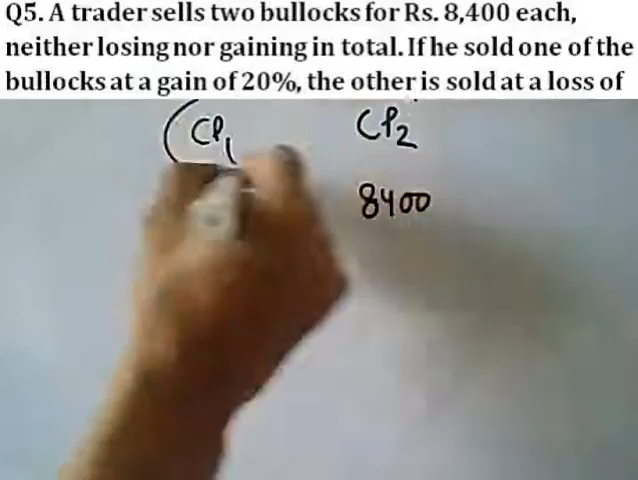 Q5. A trader sells two bullocks for Rs. 8,400 each,
neither losing nor gaining in total. If he sold one of the
bullocks at a gain of 20%, the other is sold at a loss of
(CP1 CP2
8400